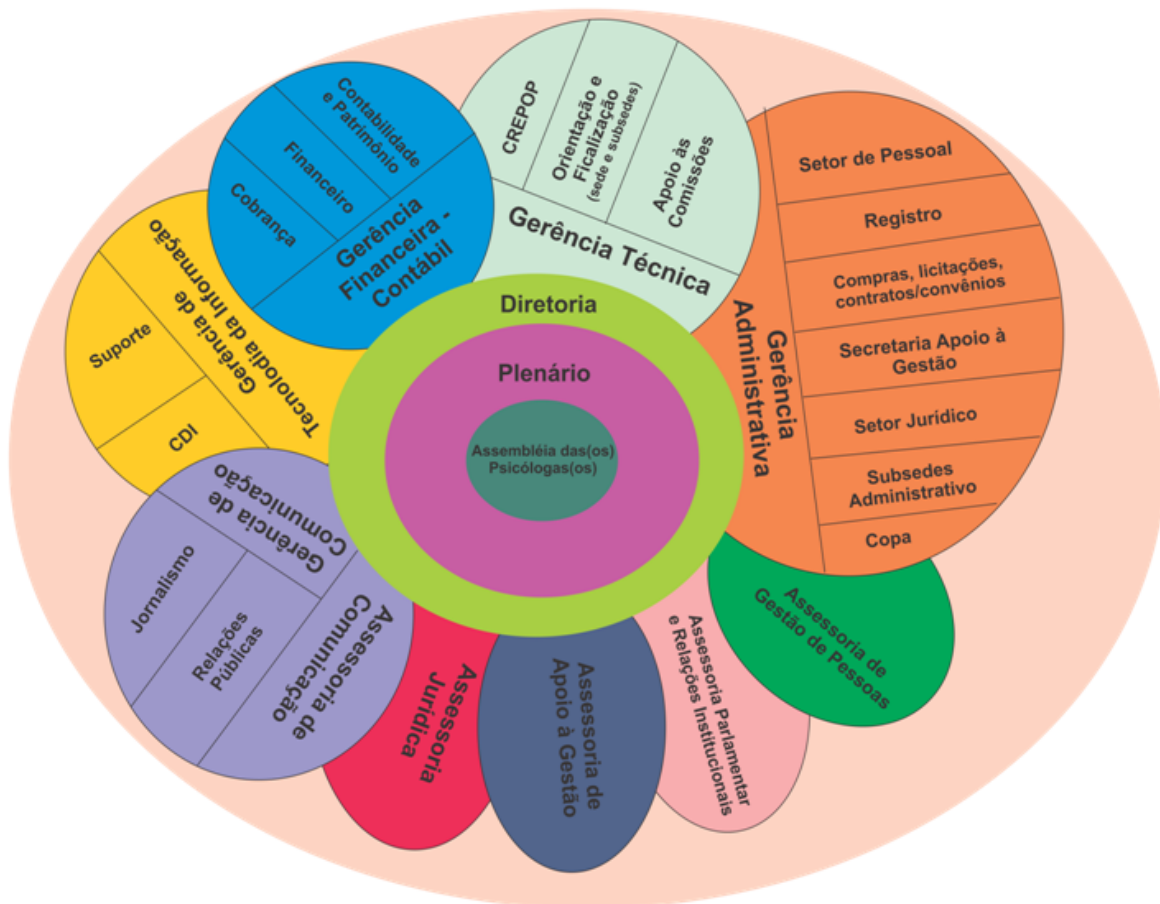 Contabilidade
e Patrimônio
Financeiro
Cobrança
Gerência
Financeira -
Contábil
CREPOP
Orientação e
Ficalização
(sede e subsedes)
Apoio às
Comissões
Gerência Técnica
Setor de Pessoal
Registro
Compras, licitações,
contratos/convênios
Secretaria Apoio à
Gestão
Setor Jurídico
Subsedes
Administrativo
Copa
Gerência
Administrativa
Gerência de
Tecnolodia da Informação
Suporte
CDI
Diretoria
Plenário
Assembléia das(os)
Psicólogas(os)
Gerência de
Comunicação
Jornalismo
Relações
Públicas
Assessoria de
Comunicação
Assessoria
Jurídica
Assessoria de
Apoio à Gestão
Assessoria Parlamentar
e Relações Institucionais
Assessoria de
Gestão de Pessoas